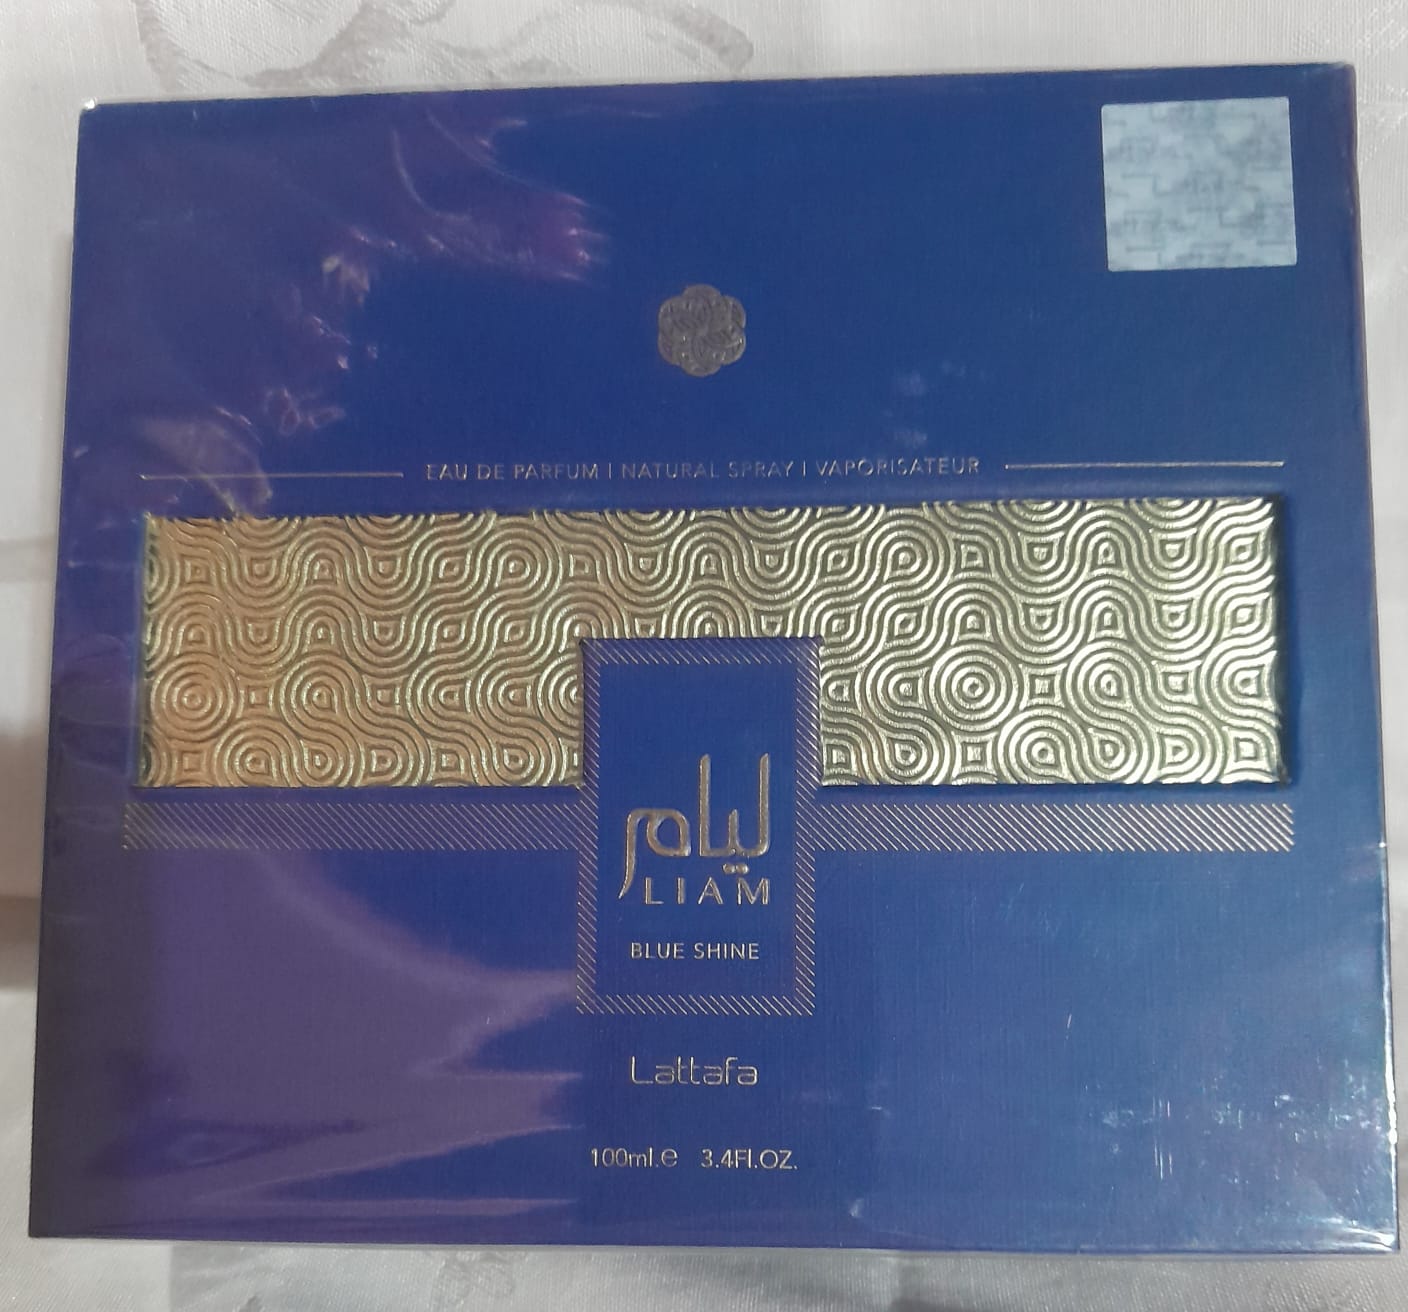 EAU DE PARFUM | NATURAL SPRAY | VAPORISATEUR
ليام
LIAM
BLUE SHINE
Lattafa
100ml.e 3.4Fl.OZ.